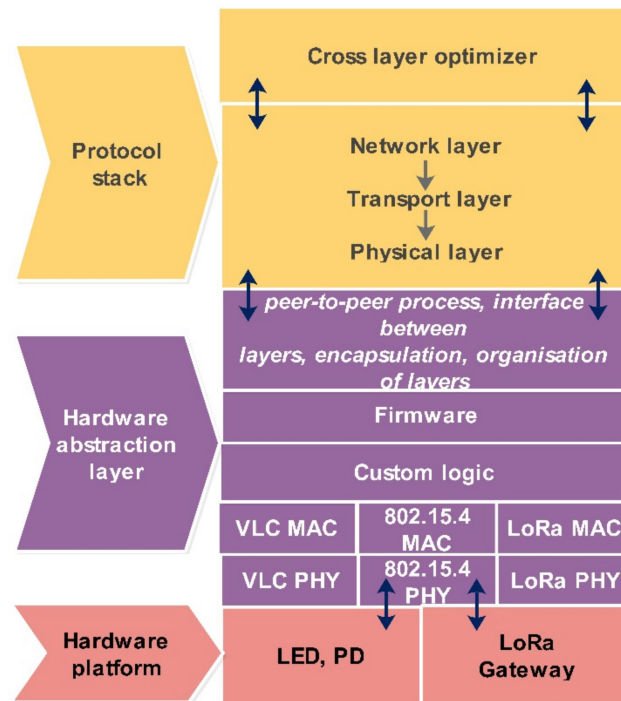 Cross layer optimizer
Protocol
stack
Network layer
Transport layer
Physical layer
peer-to-peer process, interface
between
layers, encapsulation, organisation
of layers
Hardware
abstraction
layer
Firmware
Custom logic
VLC MAC
802.15.4
MAC
LoRa MAC
VLC PHY
802.15.4
PHY
LoRa PHY
Hardware
platform
LED, PD
LoRa
Gateway